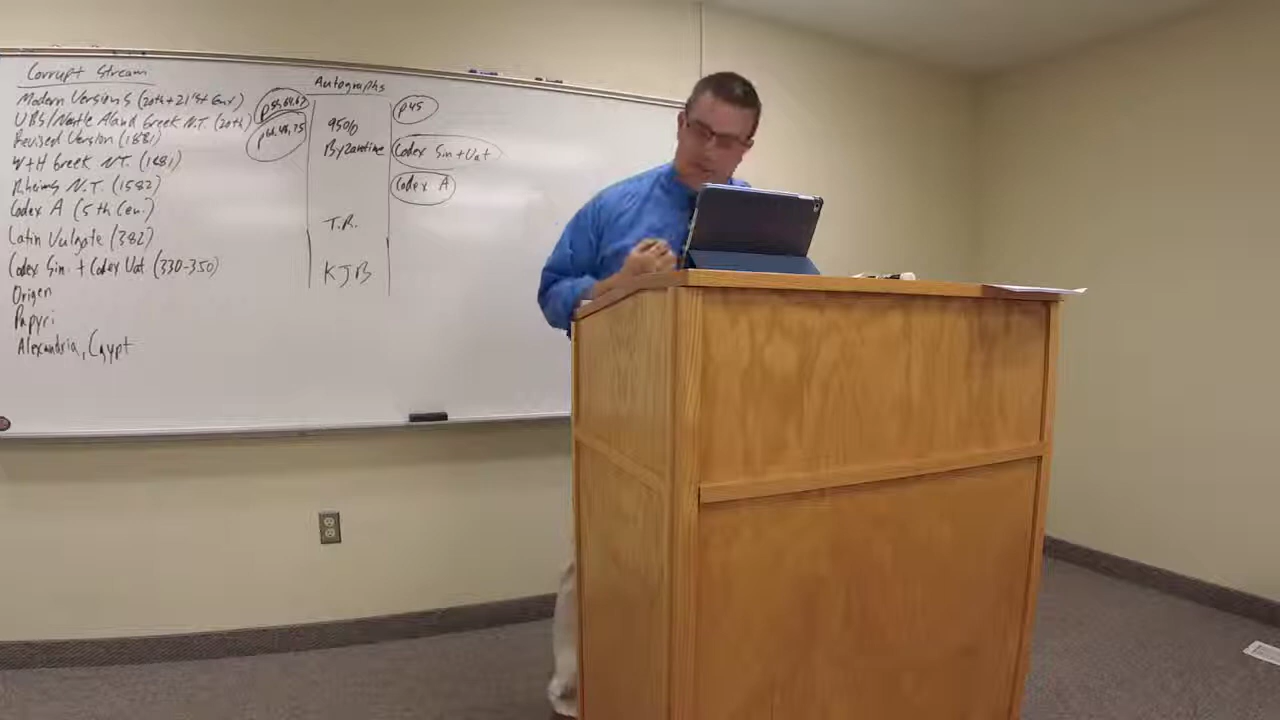 Corrupt Stream
Modern Versions (20th + 21st Cen.)
UBS/Nestle Aland Greek N.T. (20th)
Revised Version (1881)
W+H Greek N.T. (1881)
Rheims N.T. (1582)
Codex A (5th Cen.)
Latin Vulgate (382)
Codex Sin. + Codex Vat (330-350)
Origen
Papyri
Alexandria, Egypt
Autographs
95%
Byzantine
T.R.
KJB
P45
Codex Sin + Vat
Codex A